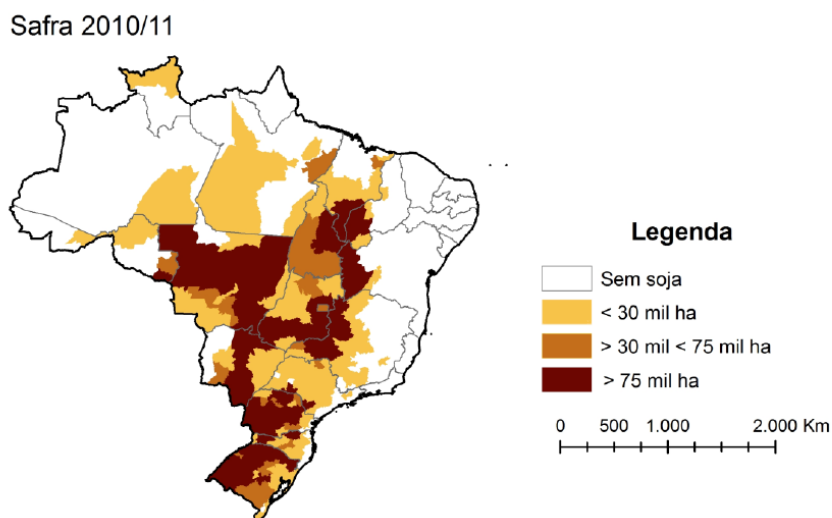 Safra 2010/11
Legenda
Sem soja
< 30 mil ha
> 30 mil < 75 mil ha
> 75 mil ha
0 500 1.000 2.000 Km